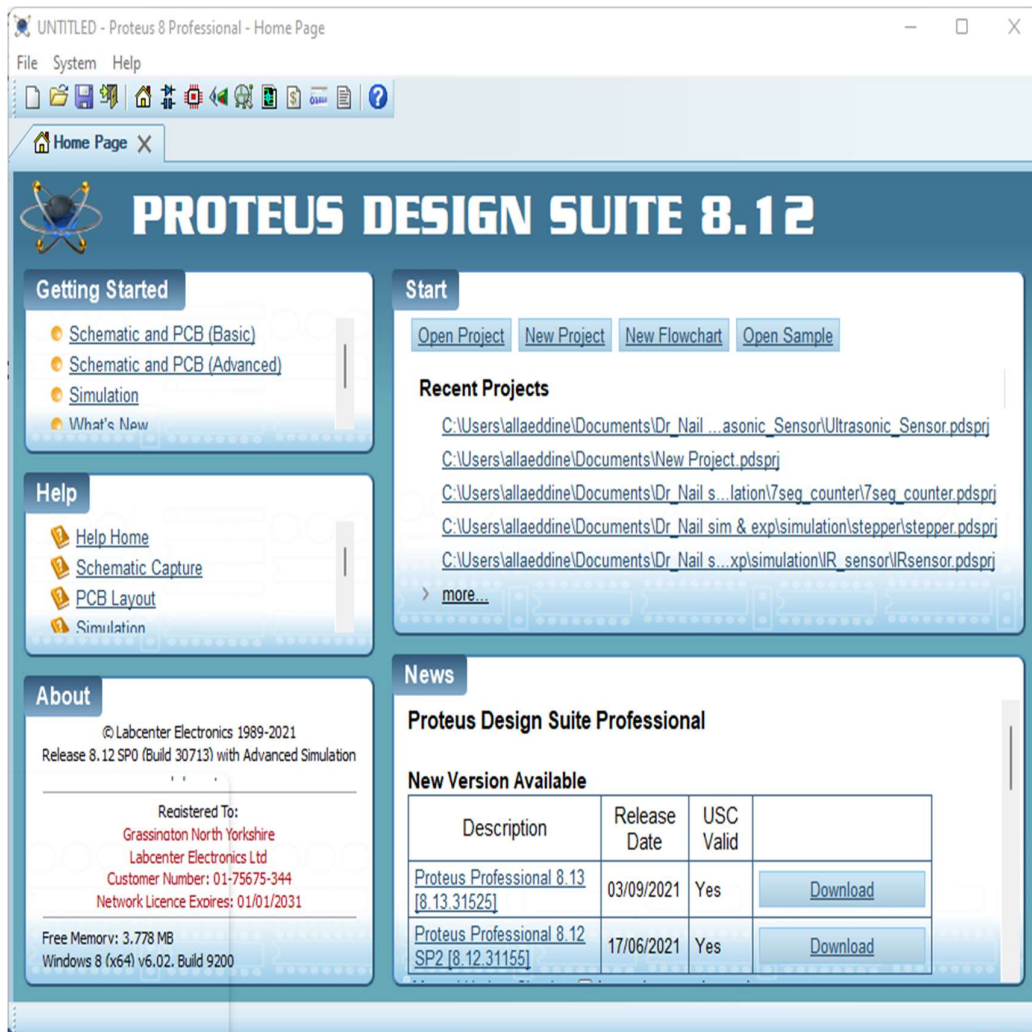 UNTITLED - Proteus 8 Professional - Home Page
File System Help
Home Page
PROTEUS DESIGN SUITE 8.12
Getting Started
Schematic and PCB (Basic)
Schematic and PCB (Advanced)
Simulation
What's New
Help
Help Home
Schematic Capture
PCB Layout
Simulation
About
© Labcenter Electronics 1989-2021
Release 8.12 SP0 (Build 30713) with Advanced Simulation
Registered To:
Grassington North Yorkshire
Labcenter Electronics Ltd
Customer Number: 01-75675-344
Network Licence Expires: 01/01/2031
Free Memory: 3,778 MB
Windows 8 (x64) v6.02, Build 9200
Start
Open Project New Project New Flowchart Open Sample
Recent Projects
C:\Users\allaeddine\Documents\Dr_Nail ...asonic_Sensor\Ultrasonic_Sensor.pdsprj
C:\Users\allaeddine\Documents\New Project.pdsprj
C:\Users\allaeddine\Documents\Dr_Nail s...lation\7seg_counter\7seg_counter.pdsprj
C:\Users\allaeddine\Documents\Dr_Nail sim & exp\simulation\stepper\stepper.pdsprj
C:\Users\allaeddine\Documents\Dr_Nail s...xp\simulation\IR_sensor\IRsensor.pdsprj
more...
News
Proteus Design Suite Professional
New Version Available
Description Release Date USC Valid
Proteus Professional 8.13 [8.13.31525] 03/09/2021 Yes Download
Proteus Professional 8.12 SP2 [8.12.31155] 17/06/2021 Yes Download